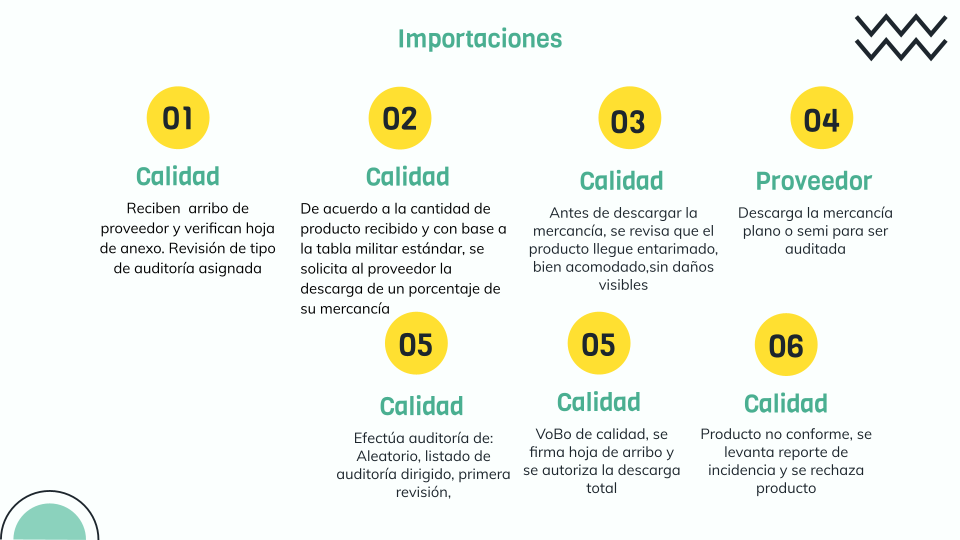 Importaciones
01
Calidad
Reciben  arribo de
proveedor y verifican hoja
de anexo. Revisión de tipo
de auditoría asignada
02
Calidad
De acuerdo a la cantidad de
producto recibido y con base a
la tabla militar estándar, se
solicita al proveedor la
descarga de un porcentaje de
su mercancía
03
Calidad
Antes de descargar la
mercancía, se revisa que el
producto llegue entarimado,
bien acomodado,sin daños
visibles
04
Proveedor
Descarga la mercancía
plano o semi para ser
auditada
05
Calidad
Efectúa auditoría de:
Aleatorio, listado de
auditoría dirigido, primera
revisión,
05
Calidad
VoBo de calidad, se
firma hoja de arribo y
se autoriza la descarga
total
06
Calidad
Producto no conforme, se
levanta reporte de
incidencia y se rechaza
producto